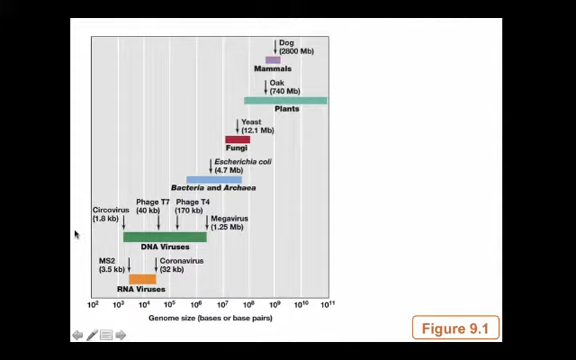 Dog
(2800 Mb)
Mammals
Oak
(740 Mb)
Plants
Yeast
(12.1 Mb)
Fungi
Escherichia coli
(4.7 Mb)
Bacteria and Archaea
Circovirus
(1.8 kb)
Phage T7
(40 kb)
Phage T4
(170 kb)
Megavirus
(1.25 Mb)
DNA Viruses
MS2
(3.5 kb)
Coronavirus
(32 kb)
RNA Viruses
10² 10³ 10⁴ 10⁵ 10⁶ 10⁷ 10⁸ 10⁹ 10¹⁰ 10¹¹
Genome size (bases or base pairs)
Figure 9.1